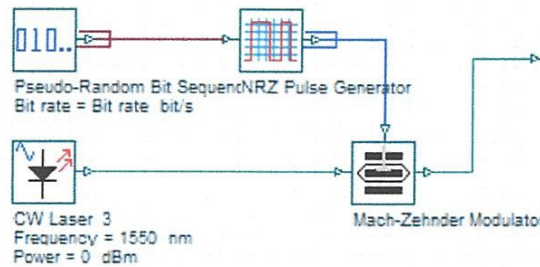 010..
Pseudo-Random Bit SequencNRZ Pulse Generator
Bit rate = Bit rate bit/s
CW Laser 3
Frequency = 1550 nm
Power = 0 dBm
Mach-Zehnder Modulato